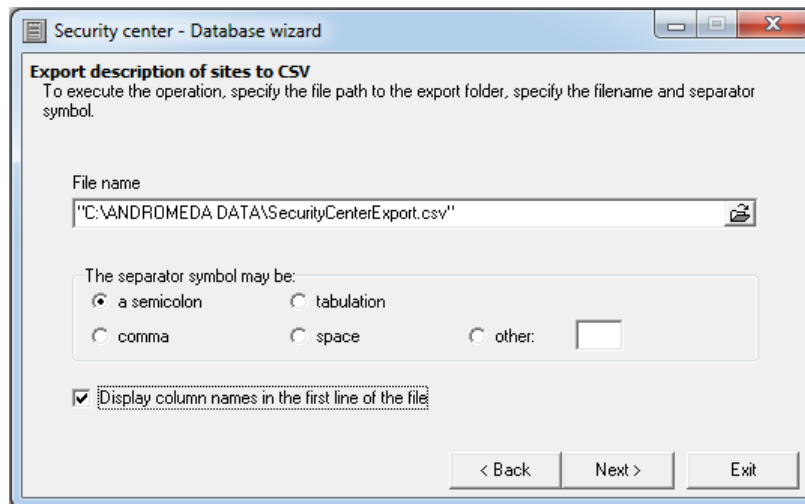 Security center - Database wizard
Export description of sites to CSV
To execute the operation, specify the file path to the export folder, specify the filename and separator
symbol.
File name
"C:\ANDROMEDA DATA\SecurityCenterExport.csv"
The separator symbol may be:
a semicolon tabulation
comma space other:
Display column names in the first line of the file
< Back Next > Exit